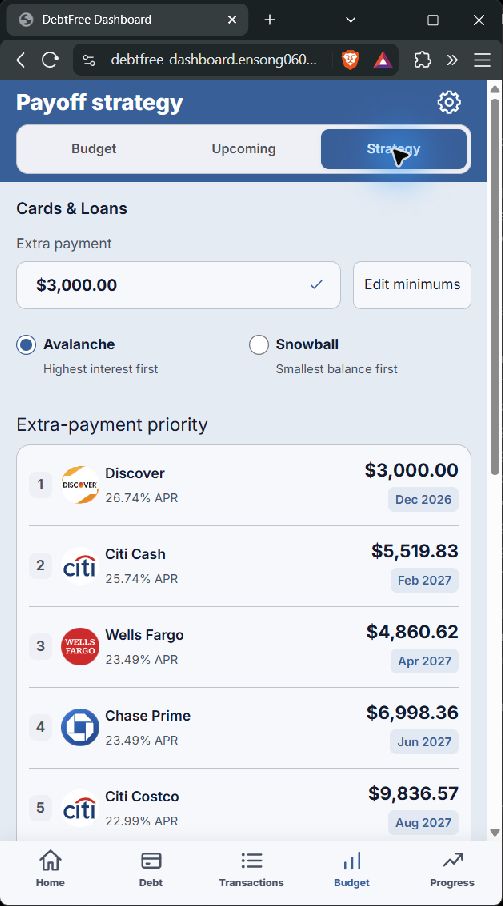 DebtFree Dashboard
debtfree-dashboard.ensong060...
Payoff strategy
Budget
Upcoming
Strategy
Cards & Loans
Extra payment
$3,000.00
Edit minimums
Avalanche
Snowball
Highest interest first
Smallest balance first
Extra-payment priority
1
DISCOVER
Discover
26.74% APR
$3,000.00
Dec 2026
2
citi
Citi Cash
25.74% APR
$5,519.83
Feb 2027
3
WELLS
FARGO
Wells Fargo
23.49% APR
$4,860.62
Apr 2027
4
Chase Prime
23.49% APR
$6,998.36
Jun 2027
5
citi
Citi Costco
22.99% APR
$9,836.57
Aug 2027
Home
Debt
Transactions
Budget
Progress